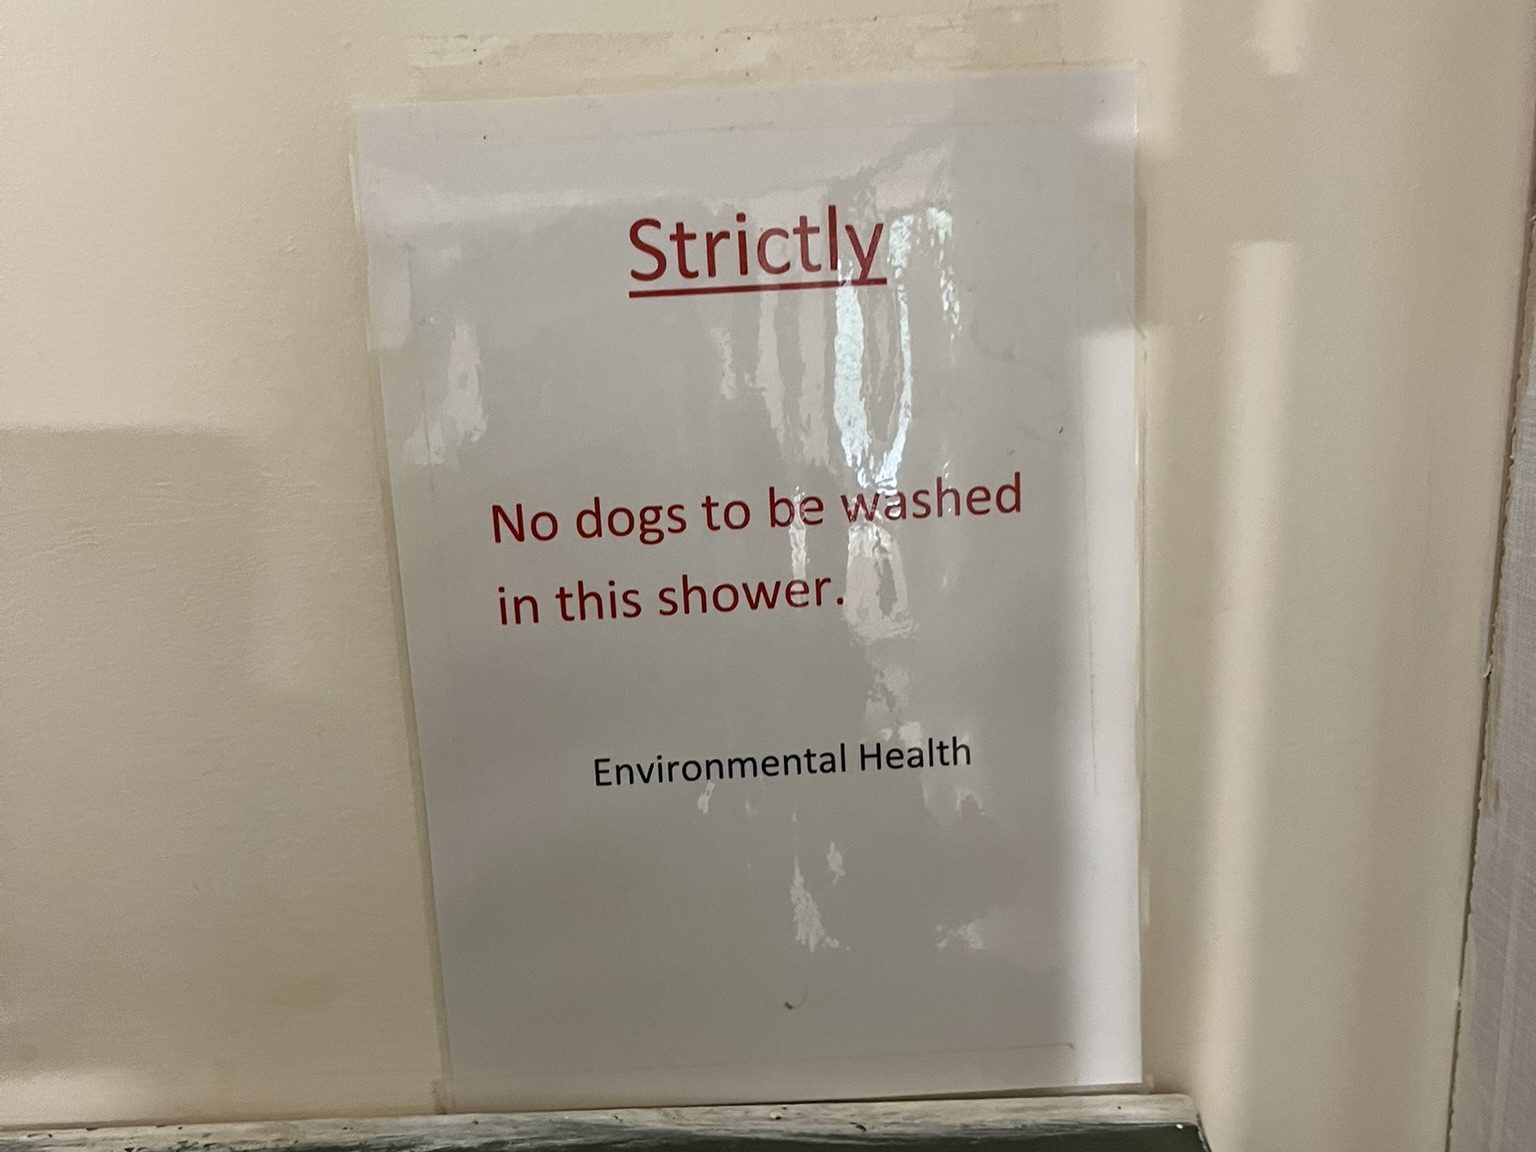 Strictly
No dogs to be washed
in this shower.
Environmental Health